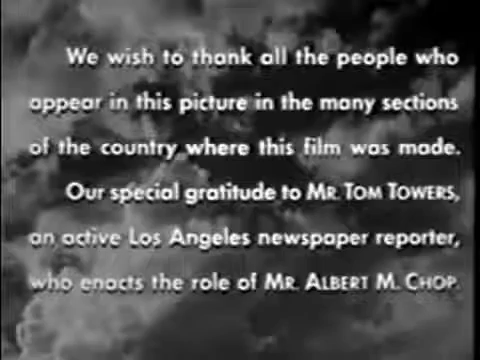 We wish to thank all the people who
appear in this picture in the many sections
of the country where this film was made.
Our special gratitude to MR. TOM TOWERS,
an active Los Angeles newspaper reporter,
who enacts the role of MR. ALBERT M. CHOP.